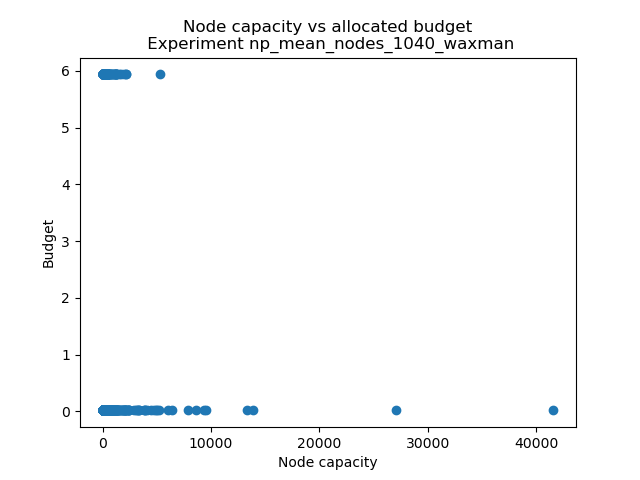 Node capacity vs allocated budget
Experiment np_mean_nodes_1040_waxman
6
5
4
3
2
1
0
Budget
0 10000 20000 30000 40000
Node capacity